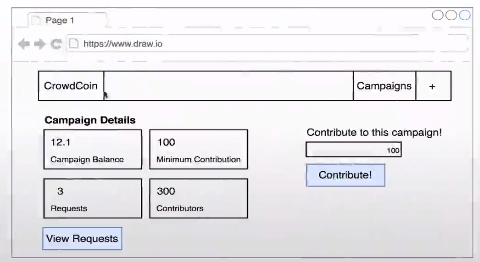 Page 1
https://www.draw.io
CrowdCoin
Campaigns
+
Campaign Details
12.1
Campaign Balance
100
Minimum Contribution
3
Requests
300
Contributors
View Requests
Contribute to this campaign!
100
Contribute!